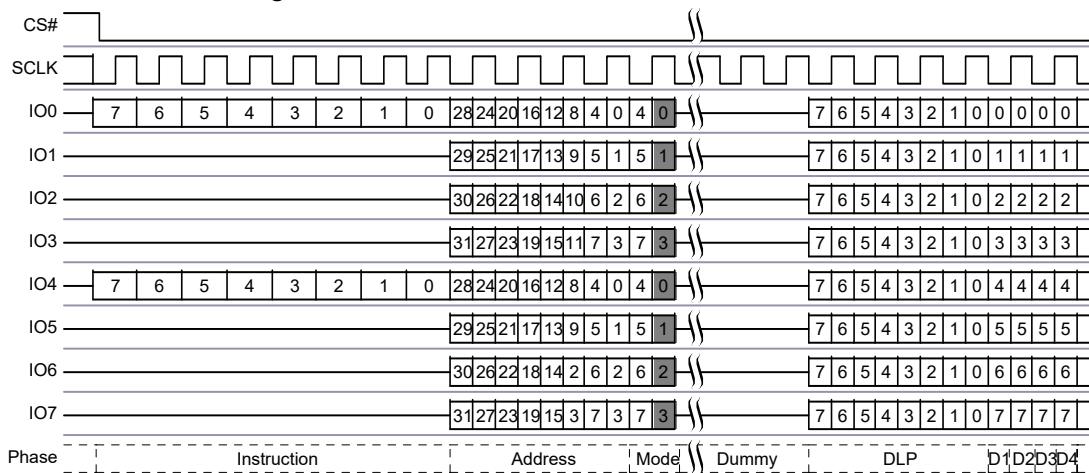 CS#
SCLK
IO0 7 6 5 4 3 2 1 0 28 24 20 16 12 8 4 0 4 0 7 6 5 4 3 2 1 0 0 0 0 0
IO1 29 25 21 17 13 9 5 1 5 1 7 6 5 4 3 2 1 0 1 1 1 1
IO2 30 26 22 18 14 10 6 2 6 2 7 6 5 4 3 2 1 0 2 2 2 2
IO3 31 27 23 19 15 11 7 3 7 3 7 6 5 4 3 2 1 0 3 3 3 3
IO4 7 6 5 4 3 2 1 0 28 24 20 16 12 8 4 0 4 0 7 6 5 4 3 2 1 0 4 4 4 4
IO5 29 25 21 17 13 9 5 1 5 1 7 6 5 4 3 2 1 0 5 5 5 5
IO6 30 26 22 18 14 2 6 2 6 2 7 6 5 4 3 2 1 0 6 6 6 6
IO7 31 27 23 19 15 3 7 3 7 3 7 6 5 4 3 2 1 0 7 7 7 7
Phase Instruction Address Mode Dummy DLP D1 D2 D3 D4